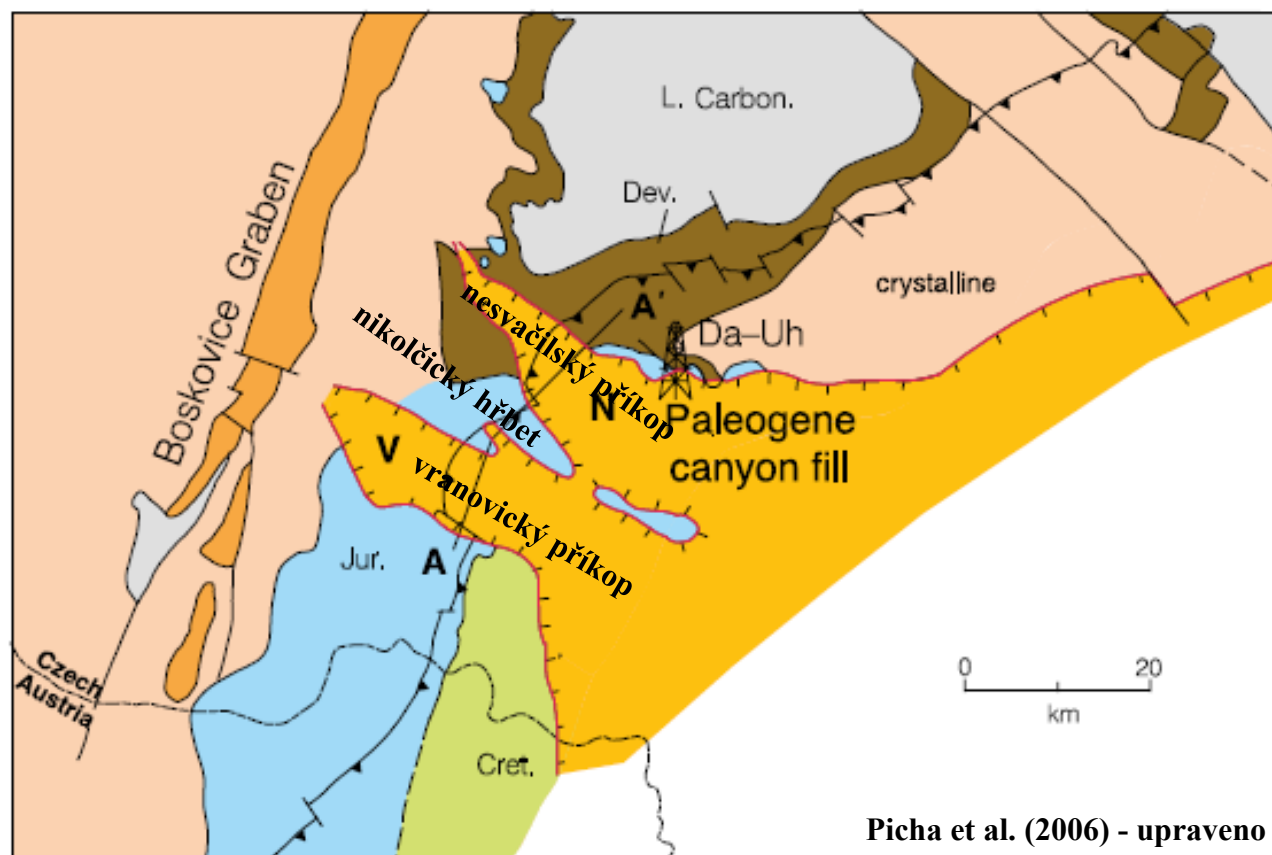 L. Carbon.
Dev.
Boskovice Graben
crystalline
A'
nesvačilský příkop
nikolčický hřbet
Da–Uh
N
Paleogene
canyon fill
V
vranovický příkop
Jur.
A
Czech
Austria
0 20
km
Cret.
Picha et al. (2006) - upraveno